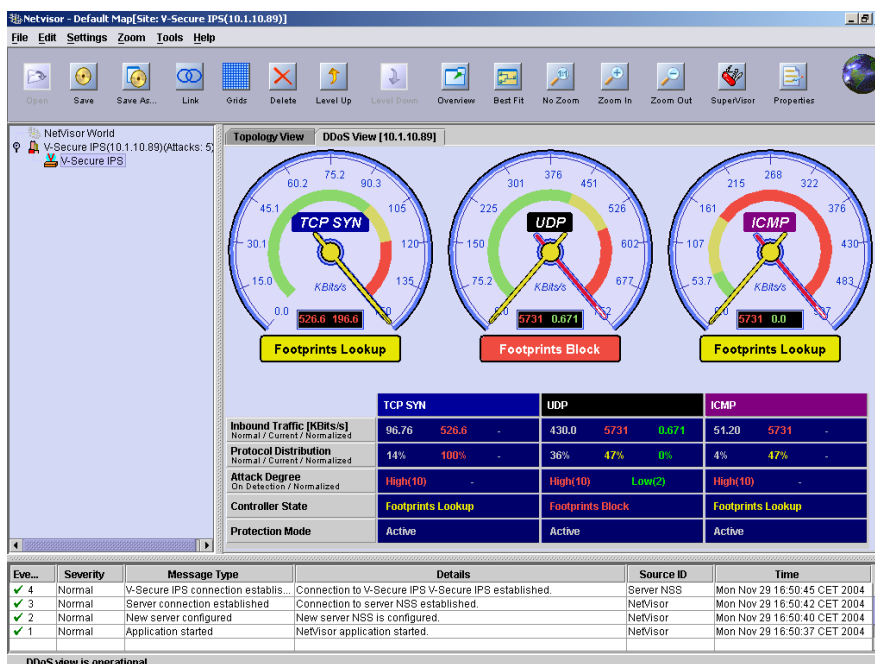 Netvisor - Default Map[Site: V-Secure IPS(10.1.10.89)]
File Edit Settings Zoom Tools Help
Open Save Save As... Link Grids Delete Level Up Level Down Overview Best Fit No Zoom Zoom In Zoom Out SuperVisor Properties
NetVisor World
V-Secure IPS(10.1.10.89)(Attacks: 5)
V-Secure IPS
Topology View DDoS View [10.1.10.89]
0.0 15.0 30.1 45.1 60.2 75.2 90.3 105 120 135
TCP SYN
KBits/s
526.6 196.6
Footprints Lookup
75.2 150 225 301 376 451 526 602 677
UDP
KBits/s
5731 0.671
Footprints Block
53.7 107 161 215 268 322 376 430 483
ICMP
KBits/s
5731 0.0
Footprints Lookup
TCP SYN UDP ICMP
Inbound Traffic [KBits/s]
Normal / Current / Normalized
96.76 526.6 - 430.0 5731 0.671 51.20 5731 -
Protocol Distribution
Normal / Current / Normalized
14% 100% - 36% 47% 0% 4% 47% -
Attack Degree
On Detection / Normalized
High(10) - High(10) Low(2) High(10) -
Controller State Footprints Lookup Footprints Block Footprints Lookup
Protection Mode Active Active Active
Eve... Severity Message Type Details Source ID Time
4 Normal V-Secure IPS connection establis... Connection to V-Secure IPS V-Secure IPS established. Server NSS Mon Nov 29 16:50:45 CET 2004
3 Normal Server connection established Connection to server NSS established. NetVisor Mon Nov 29 16:50:42 CET 2004
2 Normal New server configured New server NSS is configured. NetVisor Mon Nov 29 16:50:40 CET 2004
1 Normal Application started NetVisor application started. NetVisor Mon Nov 29 16:50:37 CET 2004
DDoS view is operational